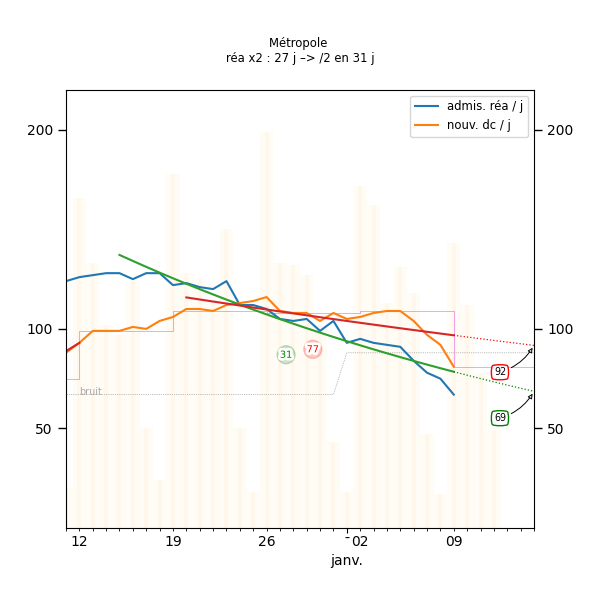 Métropole
réa x2 : 27 j –> /2 en 31 j
admis. réa / j
nouv. dc / j
200
200
100
100
50
50
31
77
bruit
92
69
12
19
26
02
09
janv.